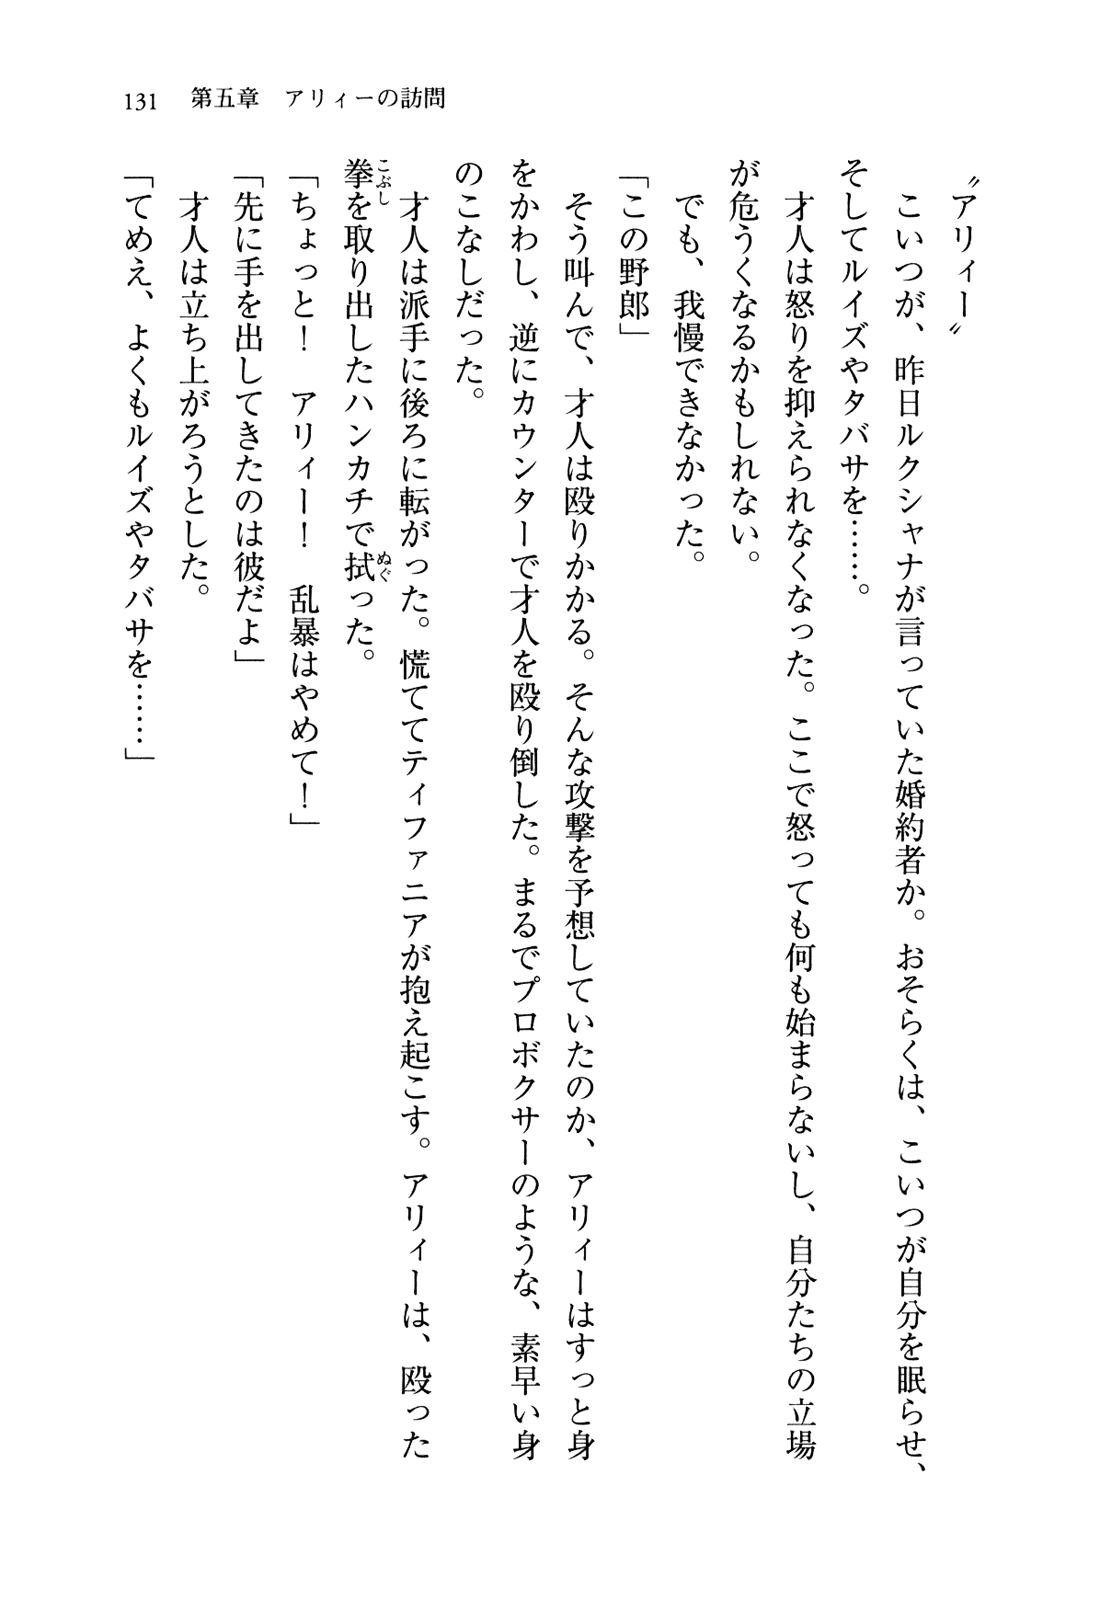 131 第五章 アリィーの訪問
〝アリィー〟
こいつが、昨日ルクシャナが言っていた婚約者か。おそらくは、こいつが自分を眠らせ、
そしてルイズやタバサを……。
才人は怒りを抑えられなくなった。ここで怒っても何も始まらないし、自分たちの立場
が危うくなるかもしれない。
でも、我慢できなかった。
「この野郎」
そう叫んで、才人は殴りかかる。そんな攻撃を予想していたのか、アリィーはすっと身
をかわし、逆にカウンターで才人を殴り倒した。まるでプロボクサーのような、素早い身
のこなしだった。
才人は派手に後ろに転がった。慌ててティファニアが抱え起こす。アリィーは、殴った
拳を取り出したハンカチで拭った。
こぶし
ぬぐ
「ちょっと！　アリィー！　乱暴はやめて！」
「先に手を出してきたのは彼だよ」
才人は立ち上がろうとした。
「てめえ、よくもルイズやタバサを……」